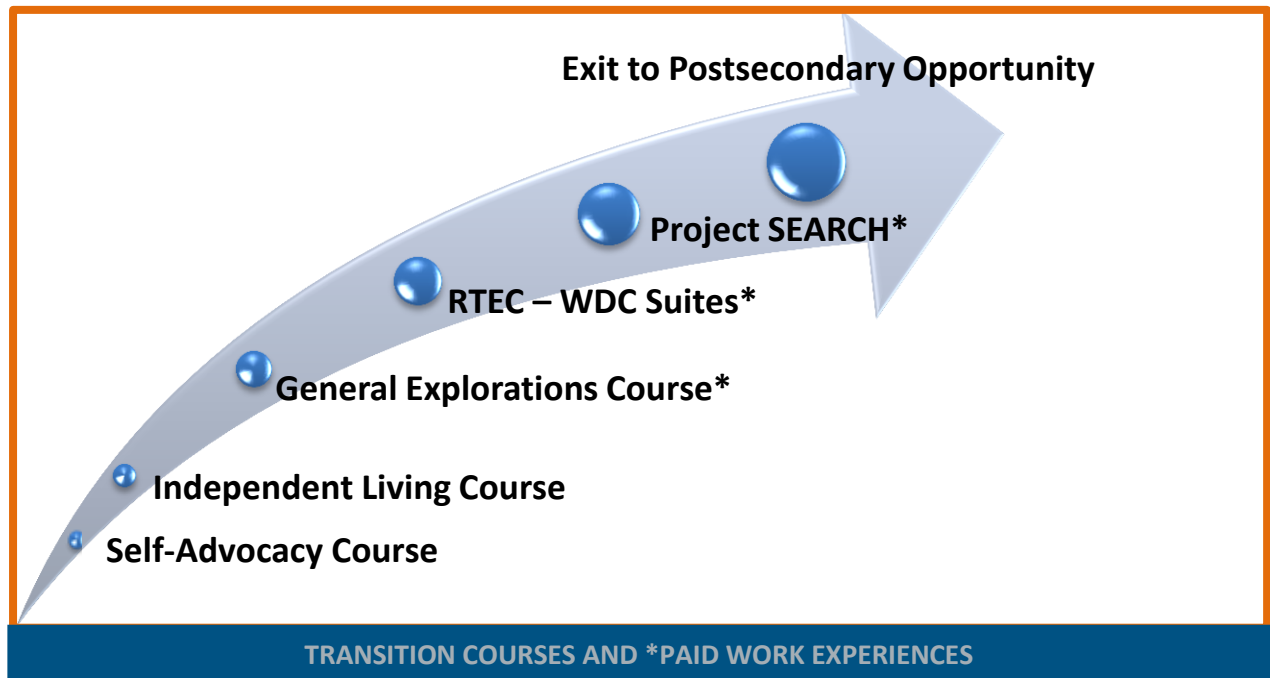 Exit to Postsecondary Opportunity
Project SEARCH*
RTEC – WDC Suites*
General Explorations Course*
Independent Living Course
Self-Advocacy Course
TRANSITION COURSES AND *PAID WORK EXPERIENCES